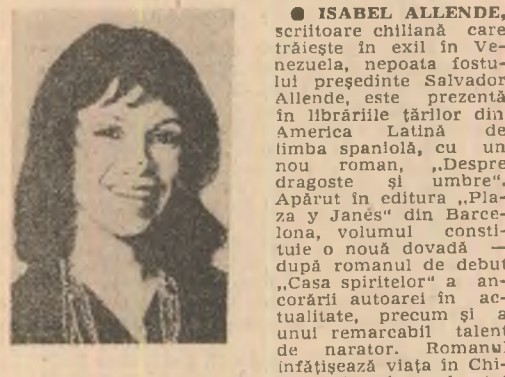 ● ISABEL ALLENDE,
scriitoare chiliană care
trăiește în exil în Ve-
nezuela, nepoata fostu-
lui președinte Salvador
Allende, este prezentă
în librăriile țărilor din
America Latină de
limba spaniolă, cu un
nou roman, „Despre
dragoste și umbre“.
Apărut în editura „Pla-
za y Janés“ din Barce-
lona, volumul consti-
tuie o nouă dovadă —
după romanul de debut
„Casa spiritelor“ a an-
corării autoarei în ac-
tualitate, precum și a
unui remarcabil talent
de narator. Romanul
înfățișează viața în Chi-